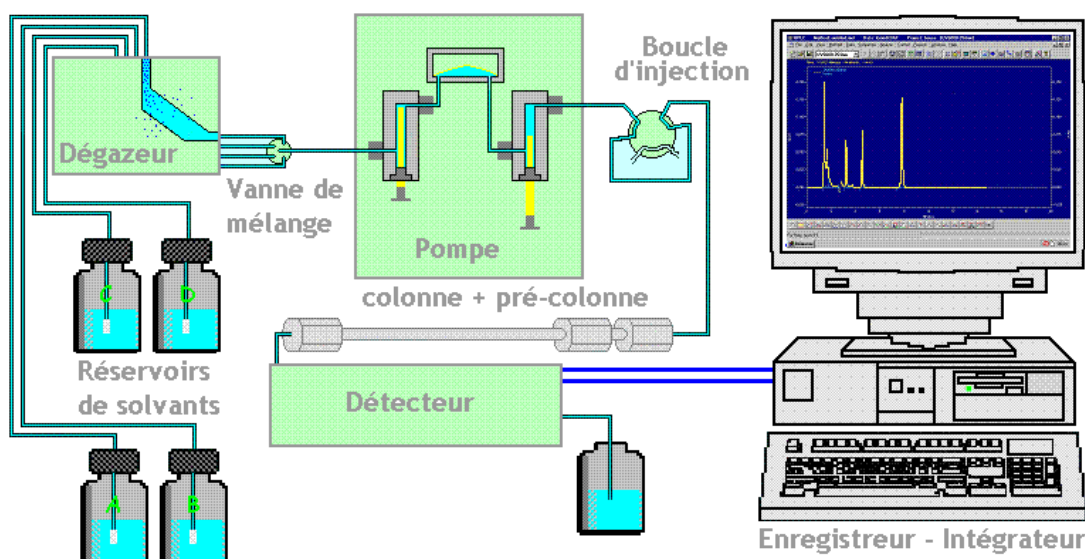 Boucle
d'injection
Dégazeur
Vanne de
mélange
Pompe
colonne + pré-colonne
C
D
Réservoirs
de solvants
Détecteur
A
B
Enregistreur - Intégrateur